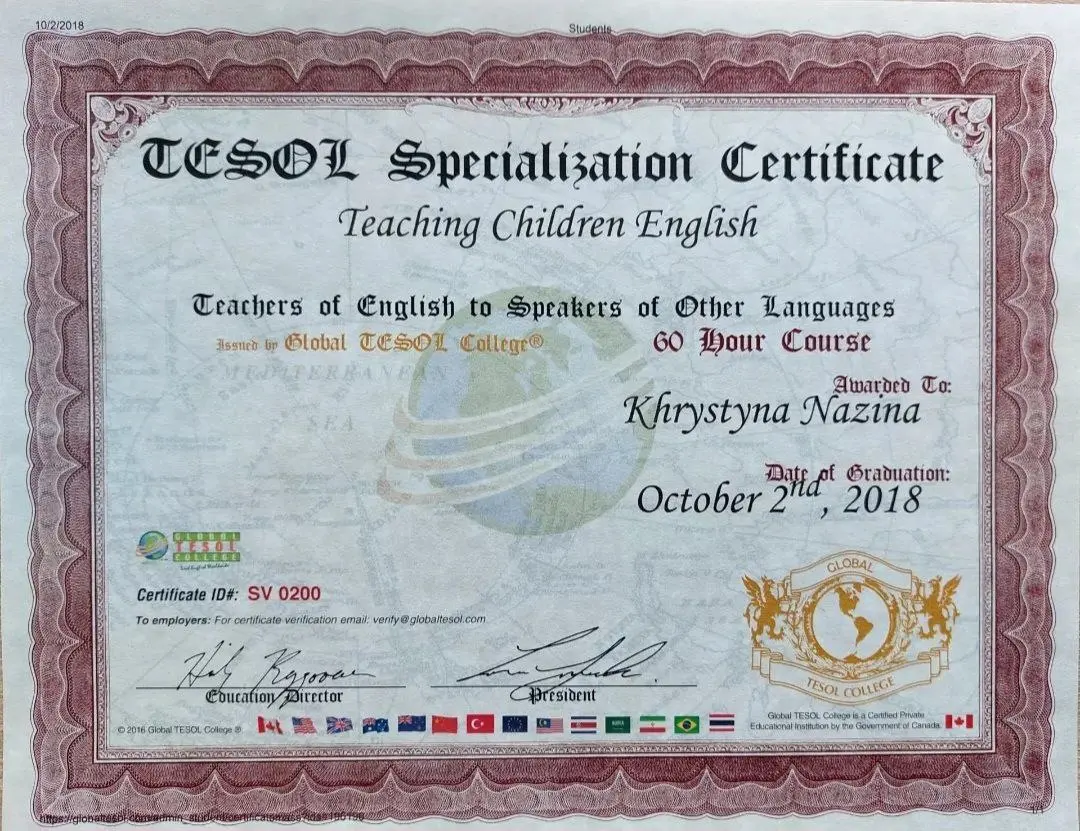 10/2/2018
Students
TESOL Specialization Certificate
Teaching Children English
Teachers of English to Speakers of Other Languages
Issued by Global TESOL College®
60 Hour Course
Awarded To:
Khrystyna Nazina
Date of Graduation:
October 2nd, 2018
MEDITERRANEAN
SEA
GLOBAL
TESOL
COLLEGE
Certificate ID#: SV 0200
To employers: For certificate verification email: verify@globaltesol.com
Education Director
President
GLOBAL
TESOL COLLEGE
© 2016 Global TESOL College ®
Global TESOL College is a Certified Private
Educational Institution by the Government of Canada.
1/1